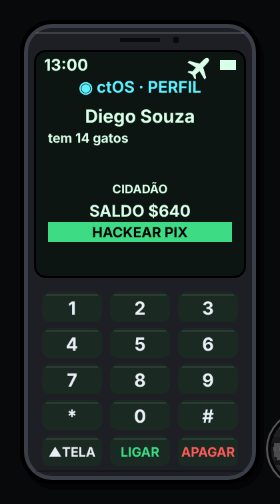 13:00
◉ ctOS · PERFIL
Diego Souza
tem 14 gatos
CIDADÃO
SALDO $640
HACKEAR PIX
1 2 3
4 5 6
7 8 9
* 0 #
▲TELA LIGAR APAGAR